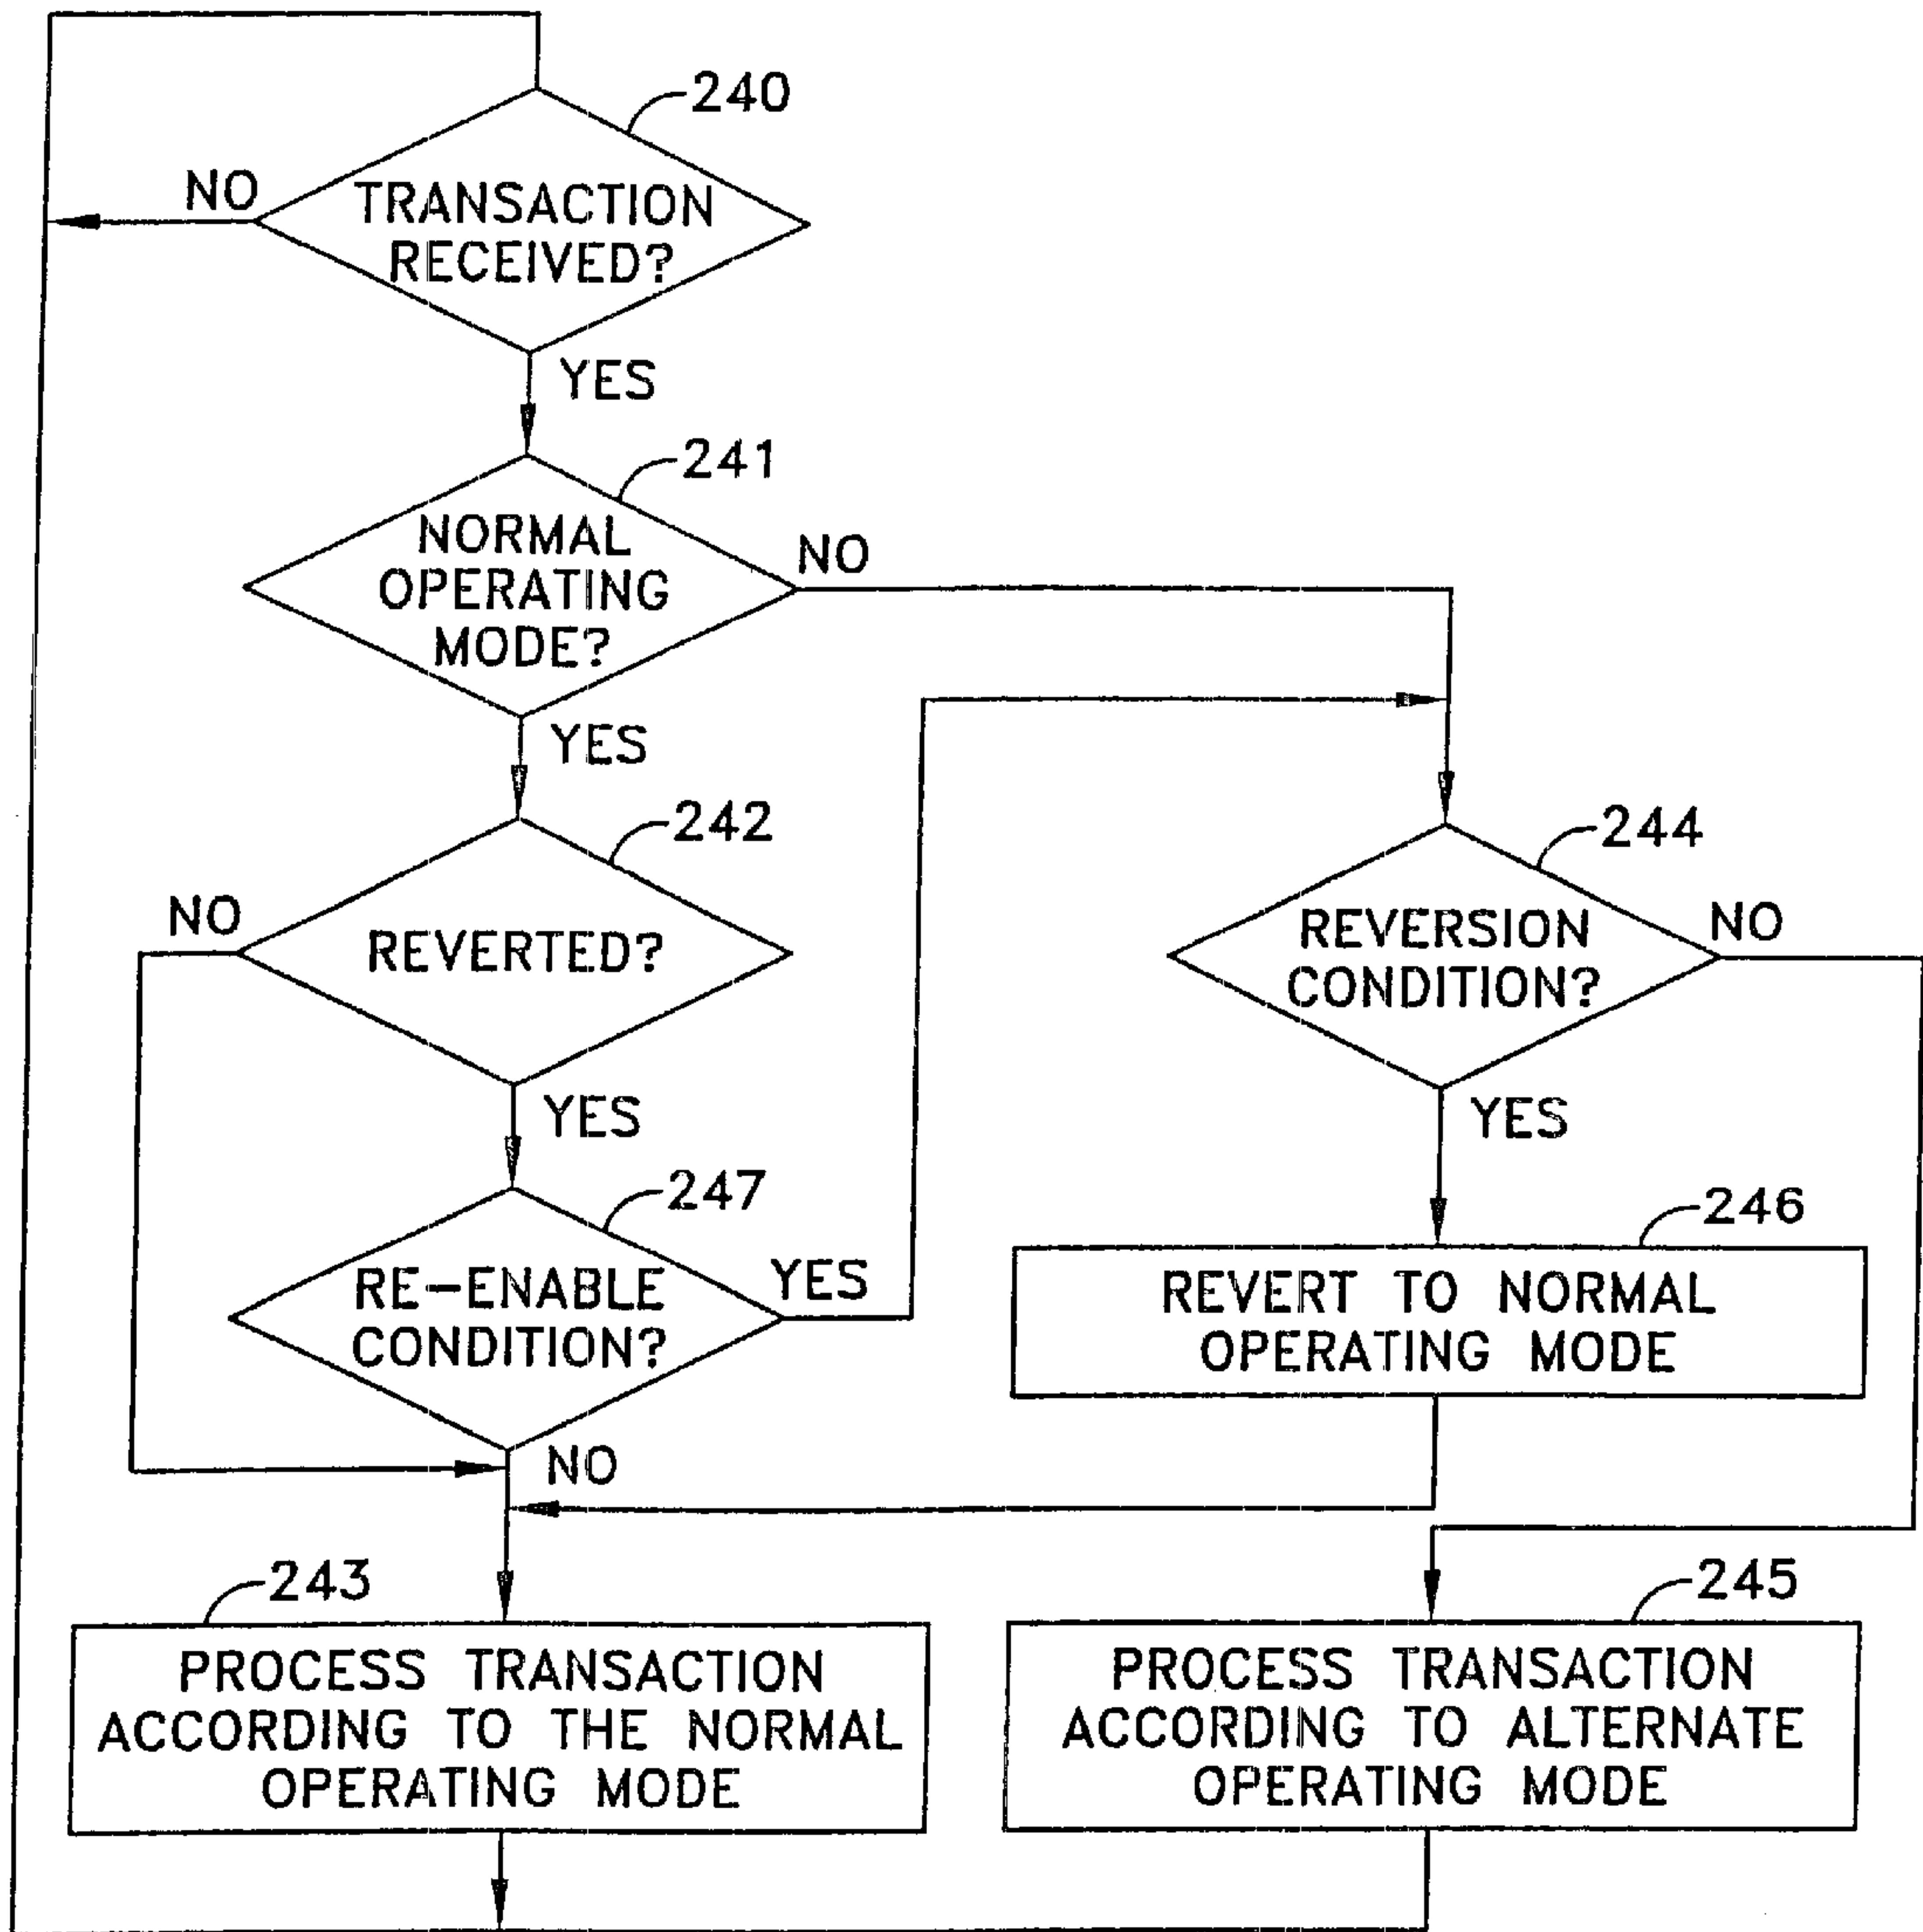 240
NO
TRANSACTION
RECEIVED?
YES
241
NORMAL
OPERATING
MODE?
NO
YES
242
NO
REVERTED?
YES
244
REVERSION
CONDITION?
NO
YES
247
RE-ENABLE
CONDITION?
YES
NO
246
REVERT TO NORMAL
OPERATING MODE
243
PROCESS TRANSACTION
ACCORDING TO THE NORMAL
OPERATING MODE
245
PROCESS TRANSACTION
ACCORDING TO ALTERNATE
OPERATING MODE